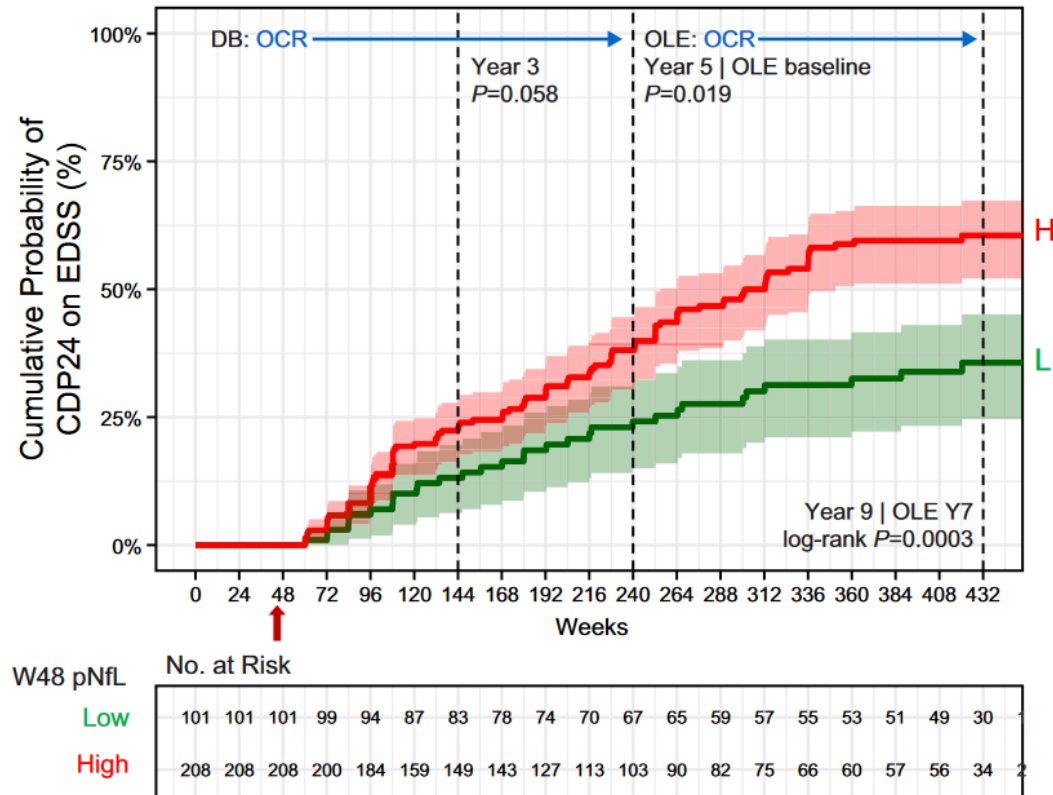 Cumulative Probability of
CDP24 on EDSS (%)
100%
75%
50%
25%
0%
DB: OCR
OLE: OCR
Year 3
P=0.058
Year 5 | OLE baseline
P=0.019
H
L
Year 9 | OLE Y7
log-rank P=0.0003
0 24 48 72 96 120 144 168 192 216 240 264 288 312 336 360 384 408 432
Weeks
W48 pNfL
No. at Risk
Low 101 101 101 99 94 87 83 78 74 70 67 65 59 57 55 53 51 49 30
High 208 208 208 200 184 159 149 143 127 113 103 90 82 75 66 60 57 56 34 2